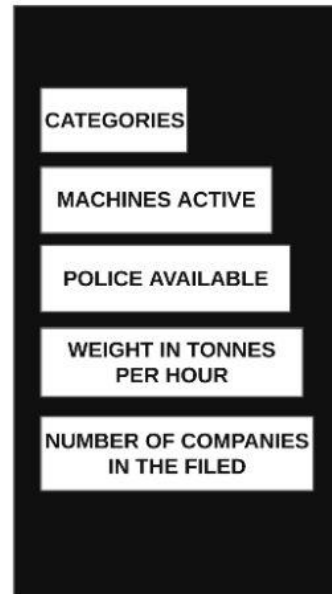 CATEGORIES
MACHINES ACTIVE
POLICE AVAILABLE
WEIGHT IN TONNES
PER HOUR
NUMBER OF COMPANIES
IN THE FILED